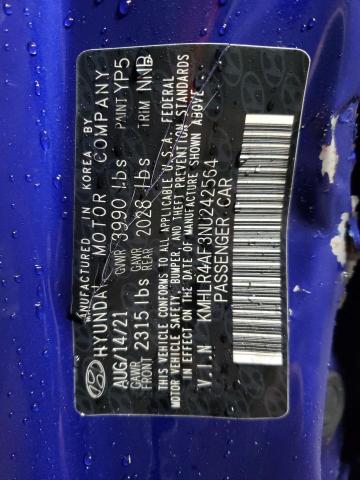 MANUFACTURED IN KOREA BY
HYUNDAI MOTOR COMPANY
AUG/14/21 GVWR 3990 lbs PAINT YP5
GAWR FRONT 2315 lbs GAWR REAR 2028 lbs TRIM NNB
THIS VEHICLE CONFORMS TO ALL APPLICABLE U.S.A. FEDERAL
MOTOR VEHICLE SAFETY, BUMPER, AND THEFT PREVENTION STANDARDS
IN EFFECT ON THE DATE OF MANUFACTURE SHOWN ABOVE
V.I.N KMHLR4AF3NU242564
PASSENGER CAR